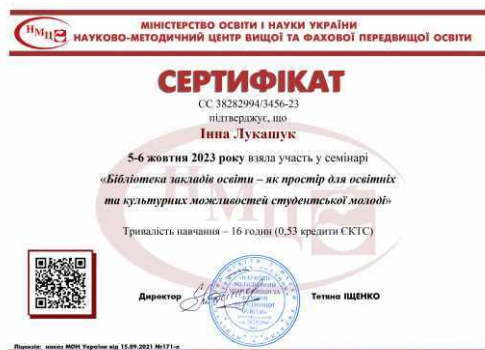 НМЦ
МІНІСТЕРСТВО ОСВІТИ І НАУКИ УКРАЇНИ
НАУКОВО-МЕТОДИЧНИЙ ЦЕНТР ВИЩОЇ ТА ФАХОВОЇ ПЕРЕДВИЩОЇ ОСВІТИ
СЕРТИФІКАТ
СС 38282994/3456-23
підтверджує, що
Інна Лукашук
5-6 жовтня 2023 року взяла участь у семінарі
«Бібліотека закладів освіти – як простір для освітніх
та культурних можливостей студентської молоді»
Тривалість навчання – 16 годин (0,53 кредити ЄКТС)
Директор
Тетяна ІЩЕНКО
Ліцензія: наказ МОН України від 15.09.2021 №171-л